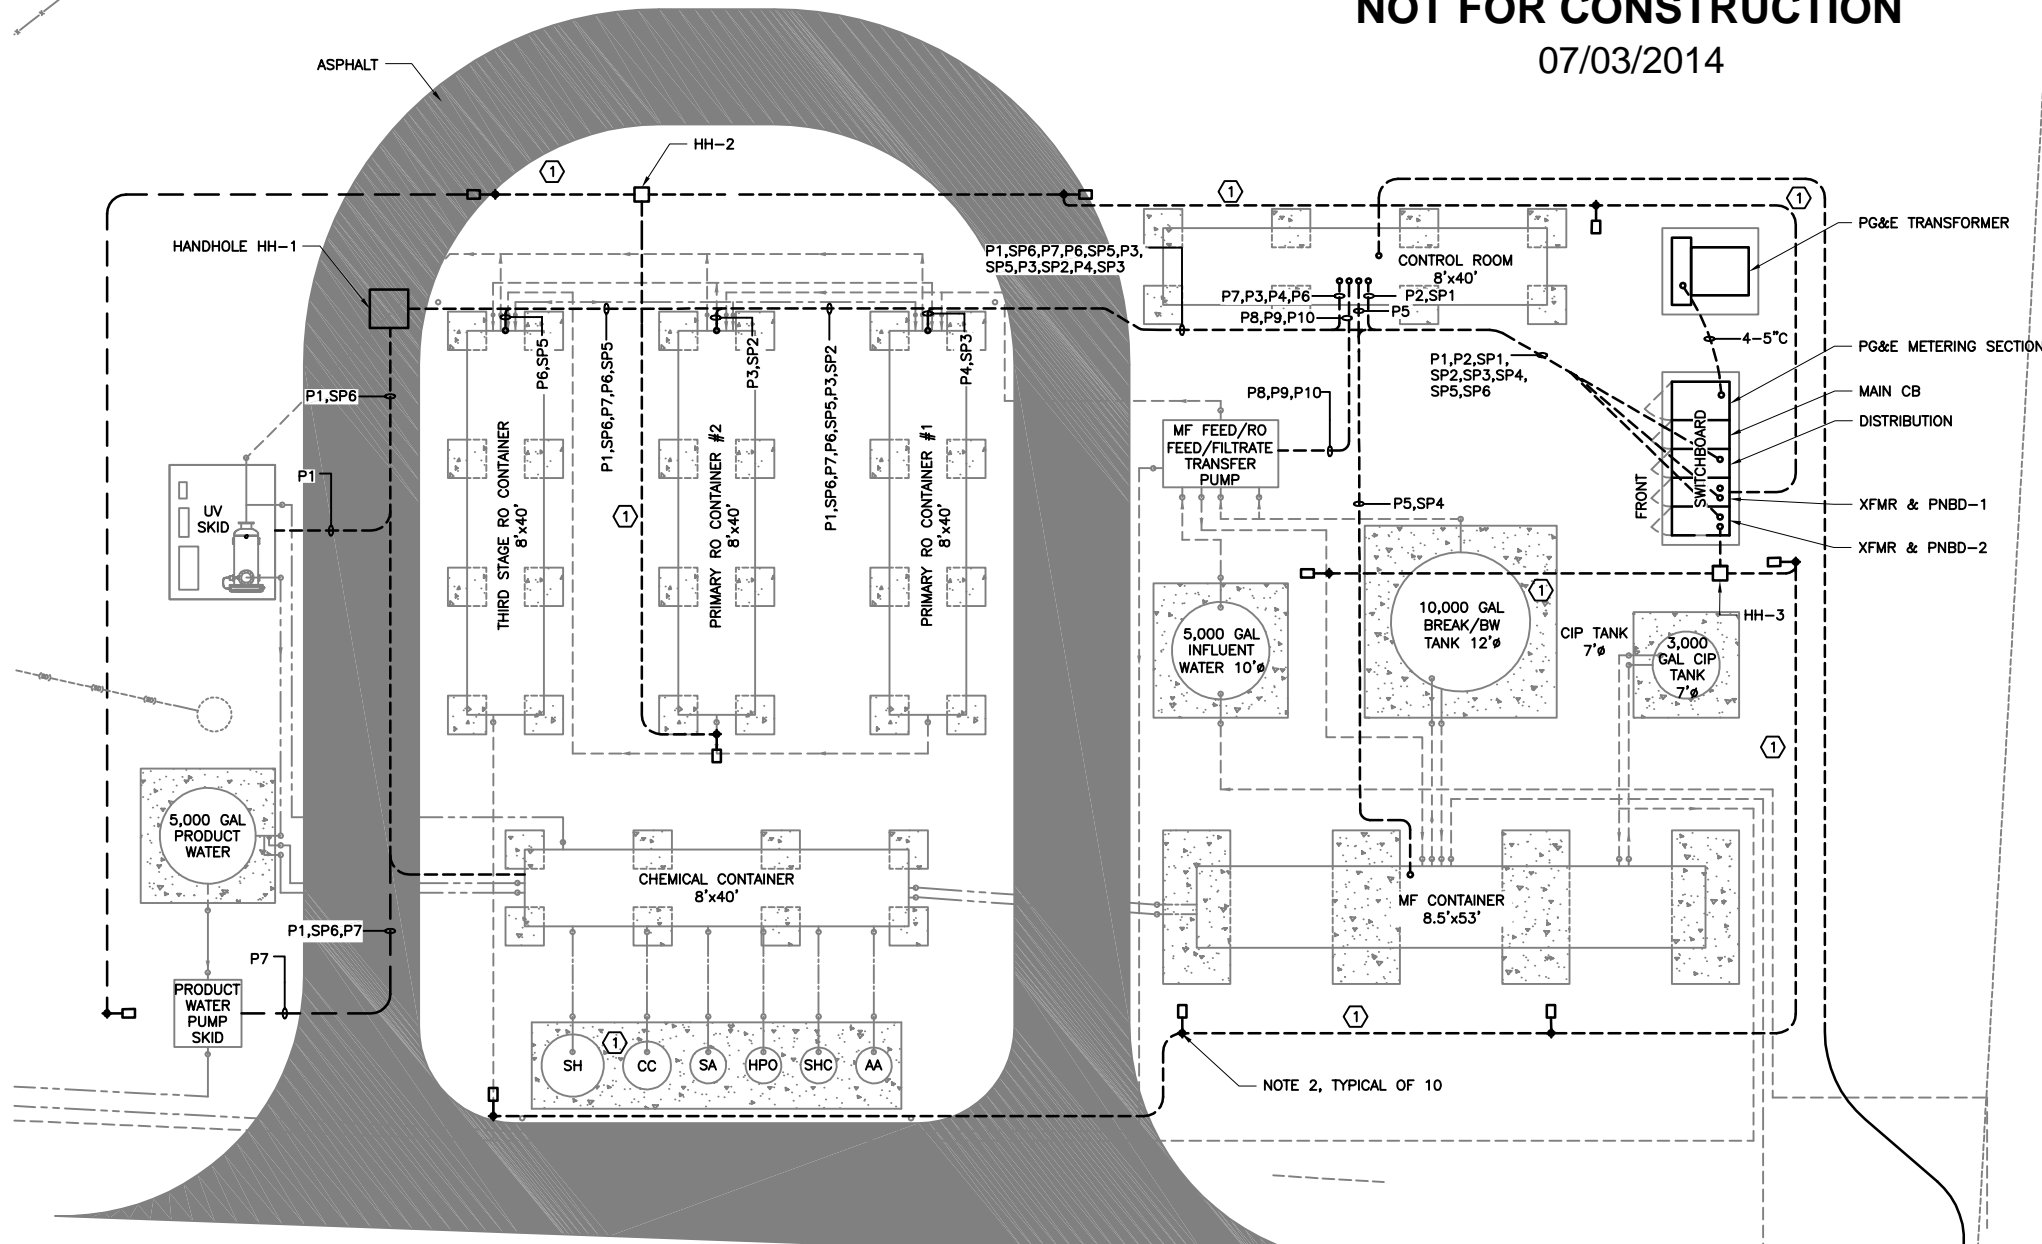 NOT FOR CONSTRUCTION
07/03/2014
ASPHALT
HH-2
1
1
1
HANDHOLE HH-1
P1,SP6,P7,P6,SP5,P3,
SP5,P3,SP2,P4,SP3
CONTROL ROOM
8'x40'
PG&E TRANSFORMER
P7,P3,P4,P6
P2,SP1
P8,P9,P10
P5
4-5"C
PG&E METERING SECTION
P1,P2,SP1,
SP2,SP3,SP4,
SP5,SP6
MAIN CB
DISTRIBUTION
SWITCHBOARD
FRONT
XFMR & PNBD-1
XFMR & PNBD-2
P6,SP5
P1,SP6,P7,P6,SP5
P3,SP2
P1,SP6,P7,P6,SP5,P3,SP2
P4,SP3
P1,SP6
P8,P9,P10
MF FEED/RO
FEED/FILTRATE
TRANSFER
PUMP
THIRD STAGE RO CONTAINER
8'x40'
PRIMARY RO CONTAINER #2
8'x40'
PRIMARY RO CONTAINER #1
8'x40'
P1
UV
SKID
1
P5,SP4
1
HH-3
5,000 GAL
INFLUENT
WATER 10'ø
10,000 GAL
BREAK/BW
TANK 12'ø
CIP TANK
7'ø
3,000
GAL CIP
TANK
7'ø
1
5,000 GAL
PRODUCT
WATER
CHEMICAL CONTAINER
8'x40'
MF CONTAINER
8.5'x53'
P1,SP6,P7
P7
PRODUCT
WATER
PUMP
SKID
1
1
SH
CC
SA
HPO
SHC
AA
NOTE 2, TYPICAL OF 10